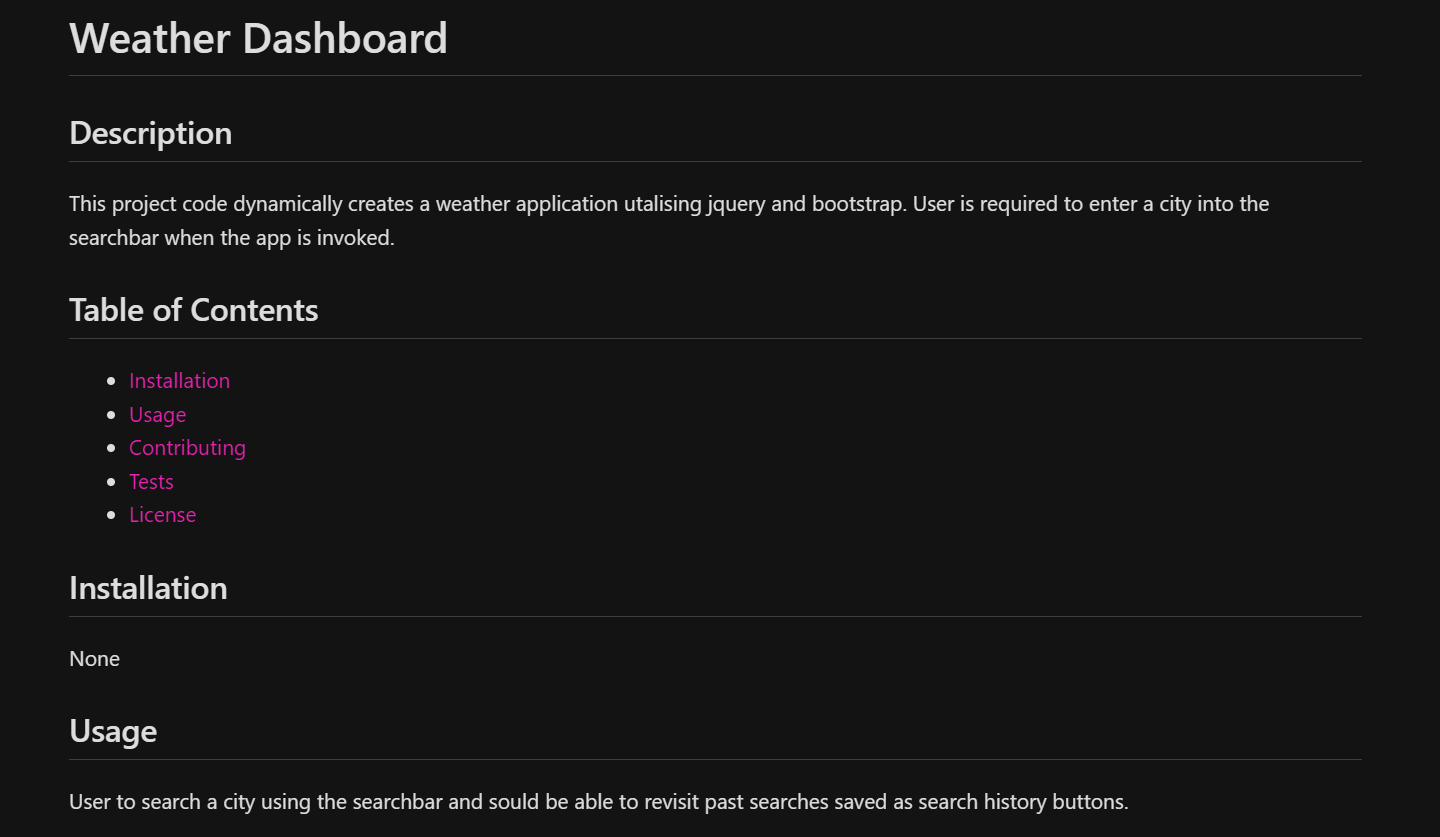 Weather Dashboard
Description
This project code dynamically creates a weather application utalising jquery and bootstrap. User is required to enter a city into the
searchbar when the app is invoked.
Table of Contents
Installation
Usage
Contributing
Tests
License
Installation
None
Usage
User to search a city using the searchbar and sould be able to revisit past searches saved as search history buttons.